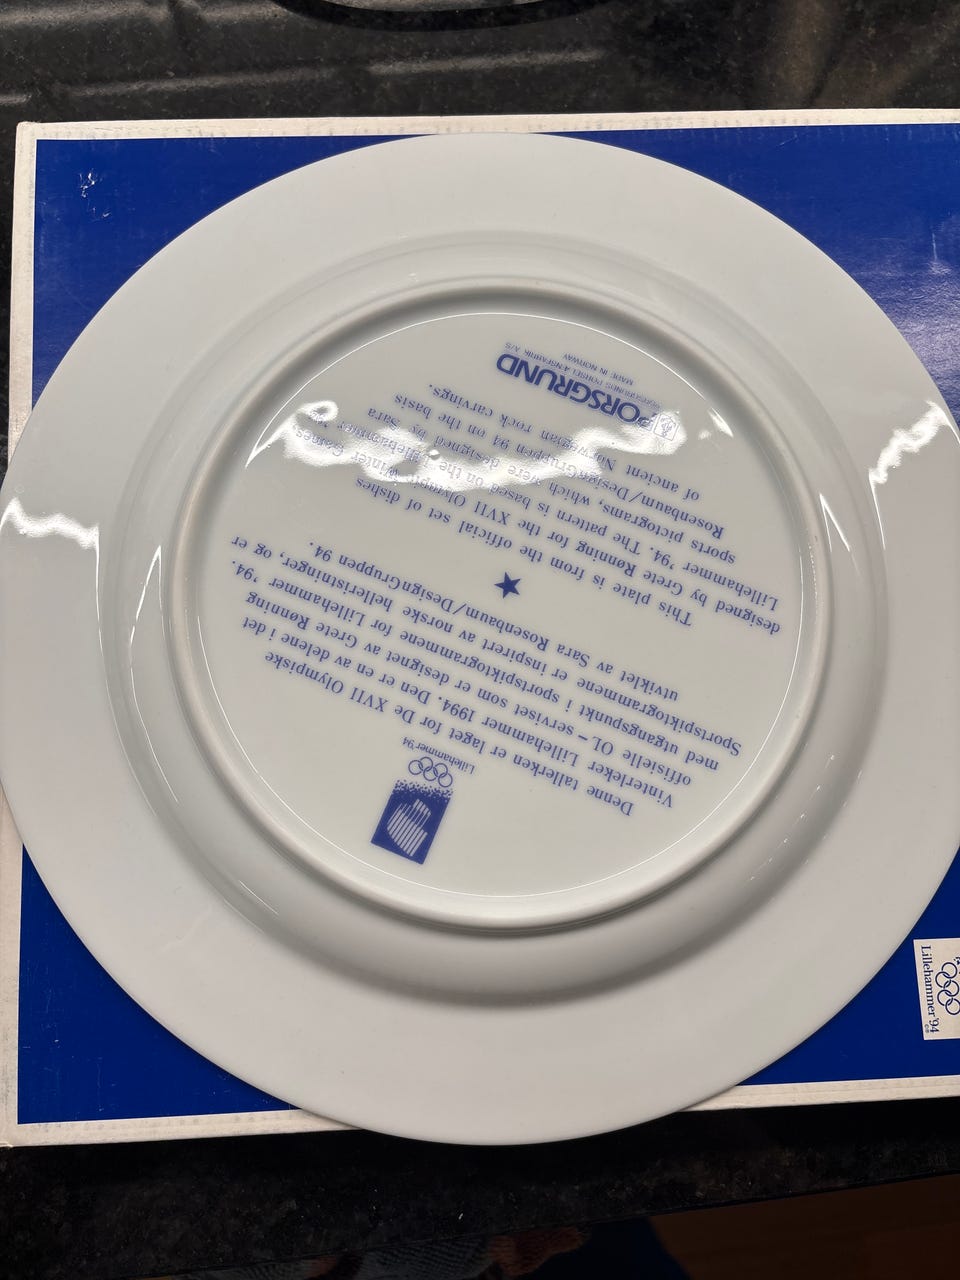 Lillehammer '94
Denne tallerken er laget for De XVII Olympiske
Vinterleker Lillehammer 1994. Den er en av delene i det
offisielle OL – serviset som er designet av Grete Rønning
med utgangspunkt i sportspiktogrammene for Lillehammer '94.
Sportspiktogrammene er inspirert av norske helleristninger, og er
utviklet av Sara Rosenbaum/DesignGruppen 94.
This plate is from the official set of dishes
designed by Grete Rønning for the XVII Olympic Winter Games
Lillehammer '94. The pattern is based on the Lillehammer '94
sports pictograms, which were designed by Sara
Rosenbaum/DesignGruppen 94 on the basis
of ancient Norwegian rock carvings.
PORSGRUND
PORSGRUNDS PORSELÆNSFABRIK A/S
MADE IN NORWAY
Lillehammer '94